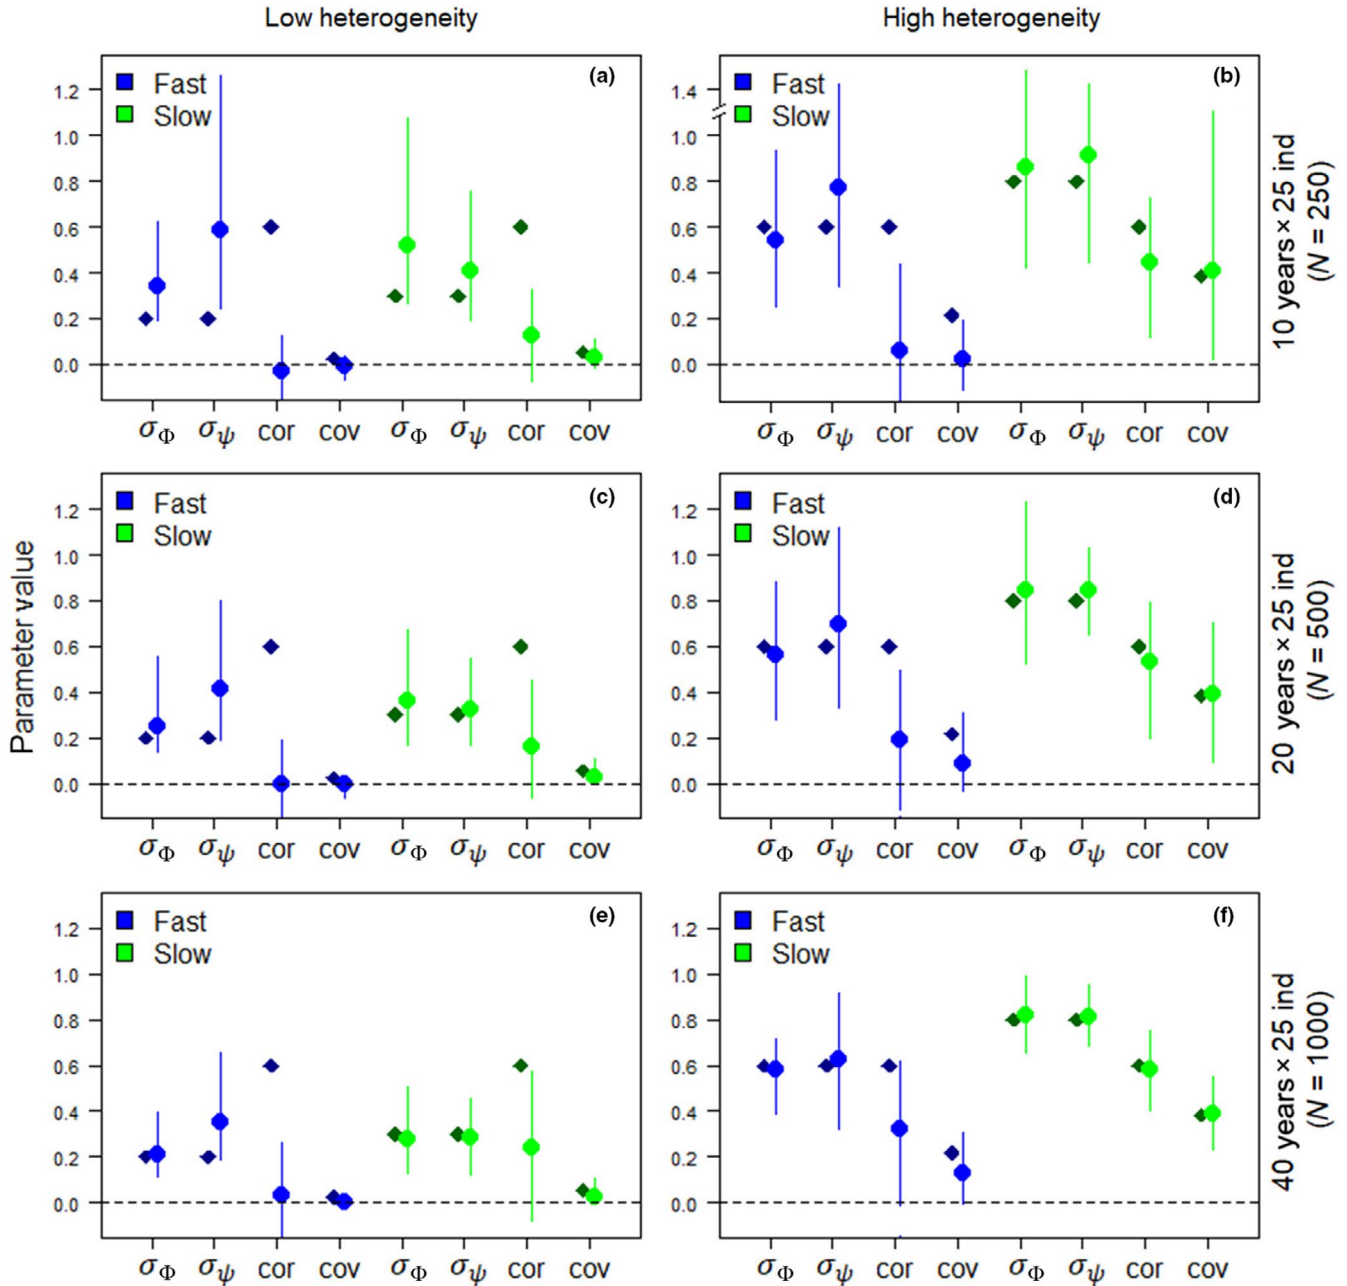 Low heterogeneity
High heterogeneity
Fast
Slow
(a)
1.2
1.0
0.8
0.6
0.4
0.2
0.0
σΦ σψ cor cov σΦ σψ cor cov
Fast
Slow
(b)
1.4
1.0
0.8
0.6
0.4
0.2
0.0
σΦ σψ cor cov σΦ σψ cor cov
10 years × 25 ind
(N = 250)
Parameter value
Fast
Slow
(c)
1.2
1.0
0.8
0.6
0.4
0.2
0.0
σΦ σψ cor cov σΦ σψ cor cov
Fast
Slow
(d)
1.2
1.0
0.8
0.6
0.4
0.2
0.0
σΦ σψ cor cov σΦ σψ cor cov
20 years × 25 ind
(N = 500)
Fast
Slow
(e)
1.2
1.0
0.8
0.6
0.4
0.2
0.0
σΦ σψ cor cov σΦ σψ cor cov
Fast
Slow
(f)
1.2
1.0
0.8
0.6
0.4
0.2
0.0
σΦ σψ cor cov σΦ σψ cor cov
40 years × 25 ind
(N = 1000)